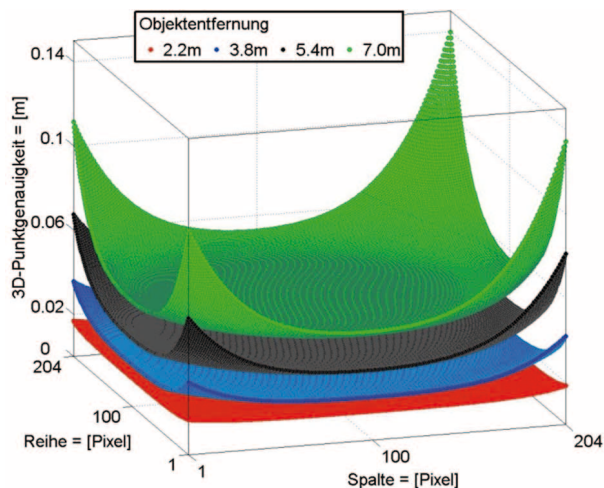 Objektentfernung
2.2m 3.8m 5.4m 7.0m
3D-Punktgenauigkeit = [m]
0.14
0.1
0.06
0.02
0
204
100
1
Reihe = [Pixel]
1
100
204
Spalte = [Pixel]